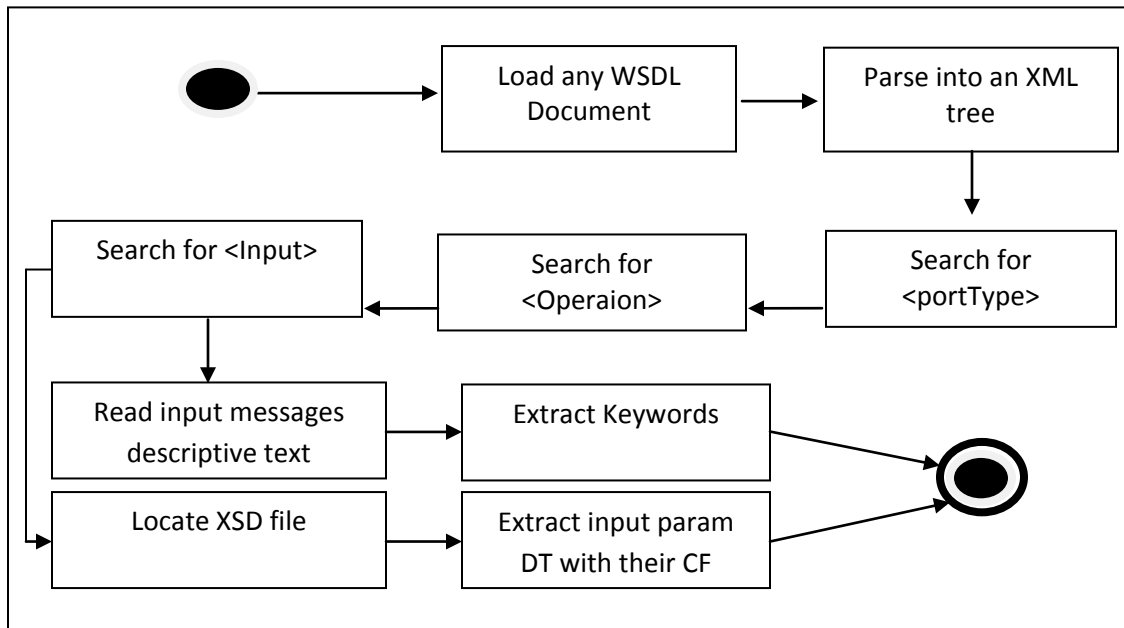 Load any WSDL
Document
Parse into an XML
tree
Search for
<portType>
Search for
<Operaion>
Search for <Input>
Read input messages
descriptive text
Extract Keywords
Locate XSD file
Extract input param
DT with their CF